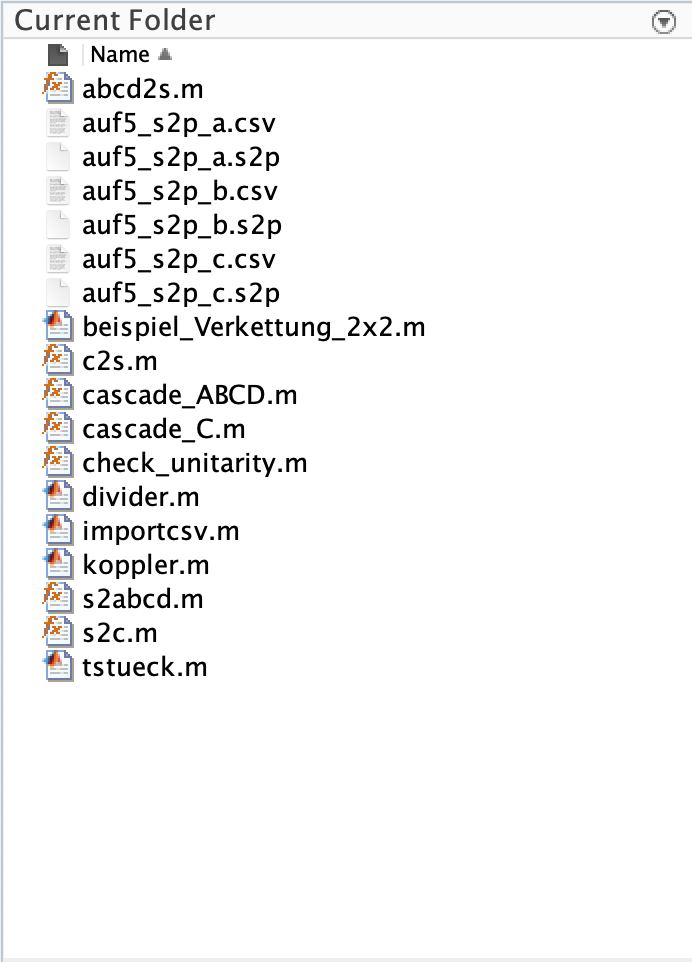 Current Folder
Name
abcd2s.m
auf5_s2p_a.csv
auf5_s2p_a.s2p
auf5_s2p_b.csv
auf5_s2p_b.s2p
auf5_s2p_c.csv
auf5_s2p_c.s2p
beispiel_Verkettung_2x2.m
c2s.m
cascade_ABCD.m
cascade_C.m
check_unitarity.m
divider.m
importcsv.m
koppler.m
s2abcd.m
s2c.m
tstueck.m